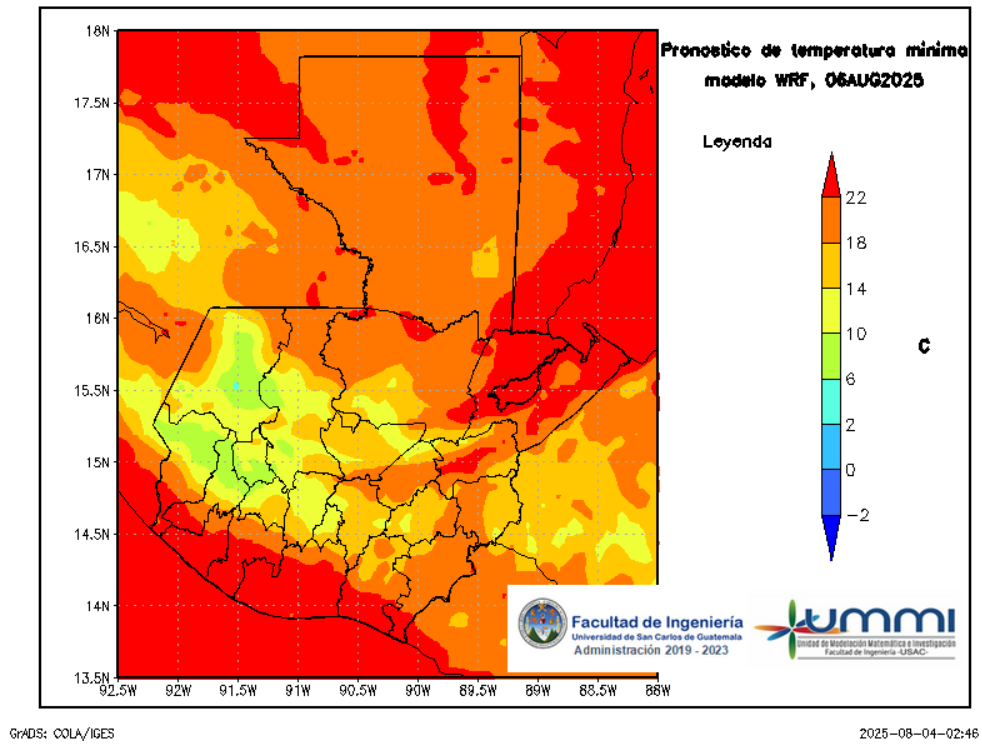 Pronostico de temperatura minima
modelo WRF, 06AUG2025
Leyenda
22
18
14
10
6
2
0
−2
C
18N
17.5N
17N
16.5N
16N
15.5N
15N
14.5N
14N
13.5N
92.5W 92W 91.5W 91W 90.5W 90W 89.5W 89W 88.5W 88W
Facultad de Ingeniería
Universidad de San Carlos de Guatemala
Administración 2019 - 2023
ummi
Unidad de Modelación Matemática e Investigación
Facultad de Ingeniería -USAC-
GrADS: COLA/IGES
2025-08-04-02:46